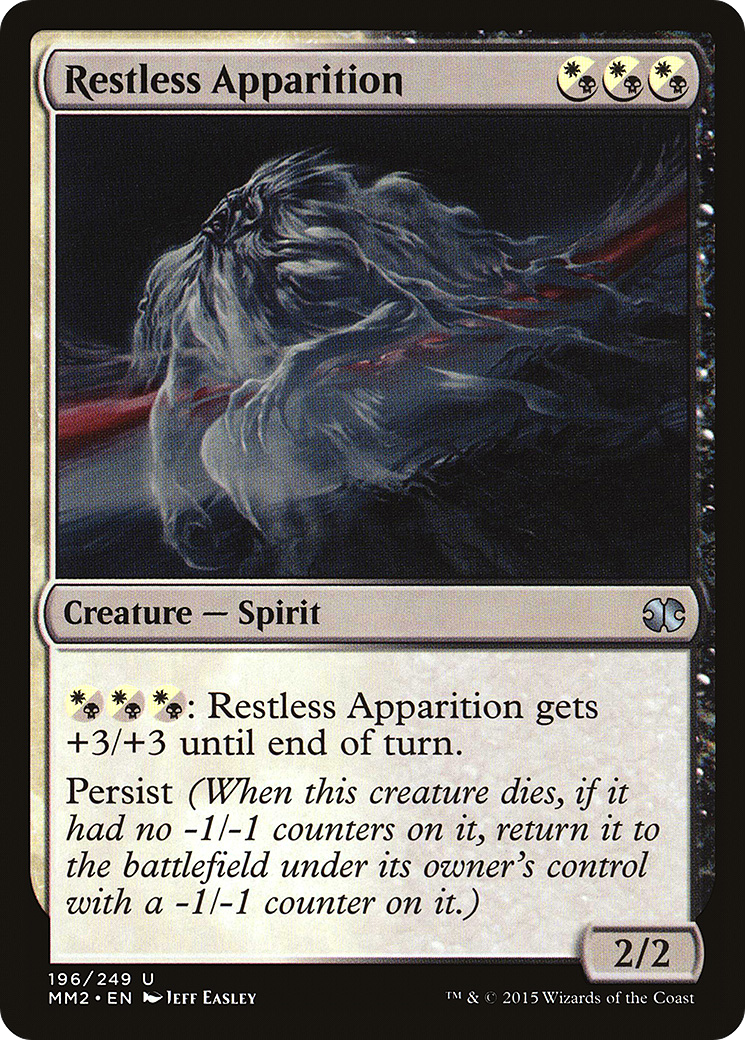 Restless Apparition
Creature — Spirit
: Restless Apparition gets
+3/+3 until end of turn.
Persist (When this creature dies, if it
had no -1/-1 counters on it, return it to
the battlefield under its owner's control
with a -1/-1 counter on it.)
2/2
196/249 U
MM2 • EN Jeff Easley
™ & © 2015 Wizards of the Coast